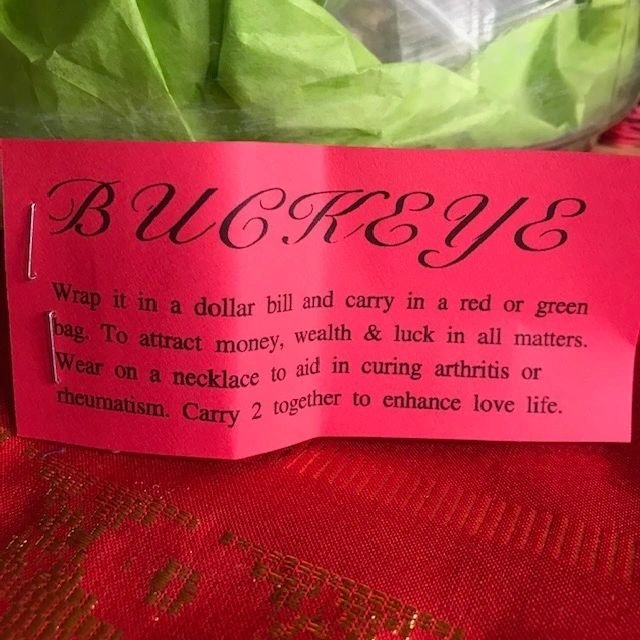 BUCKEYE
Wrap it in a dollar bill and carry in a red or green
bag. To attract money, wealth & luck in all matters.
Wear on a necklace to aid in curing arthritis or
rheumatism. Carry 2 together to enhance love life.